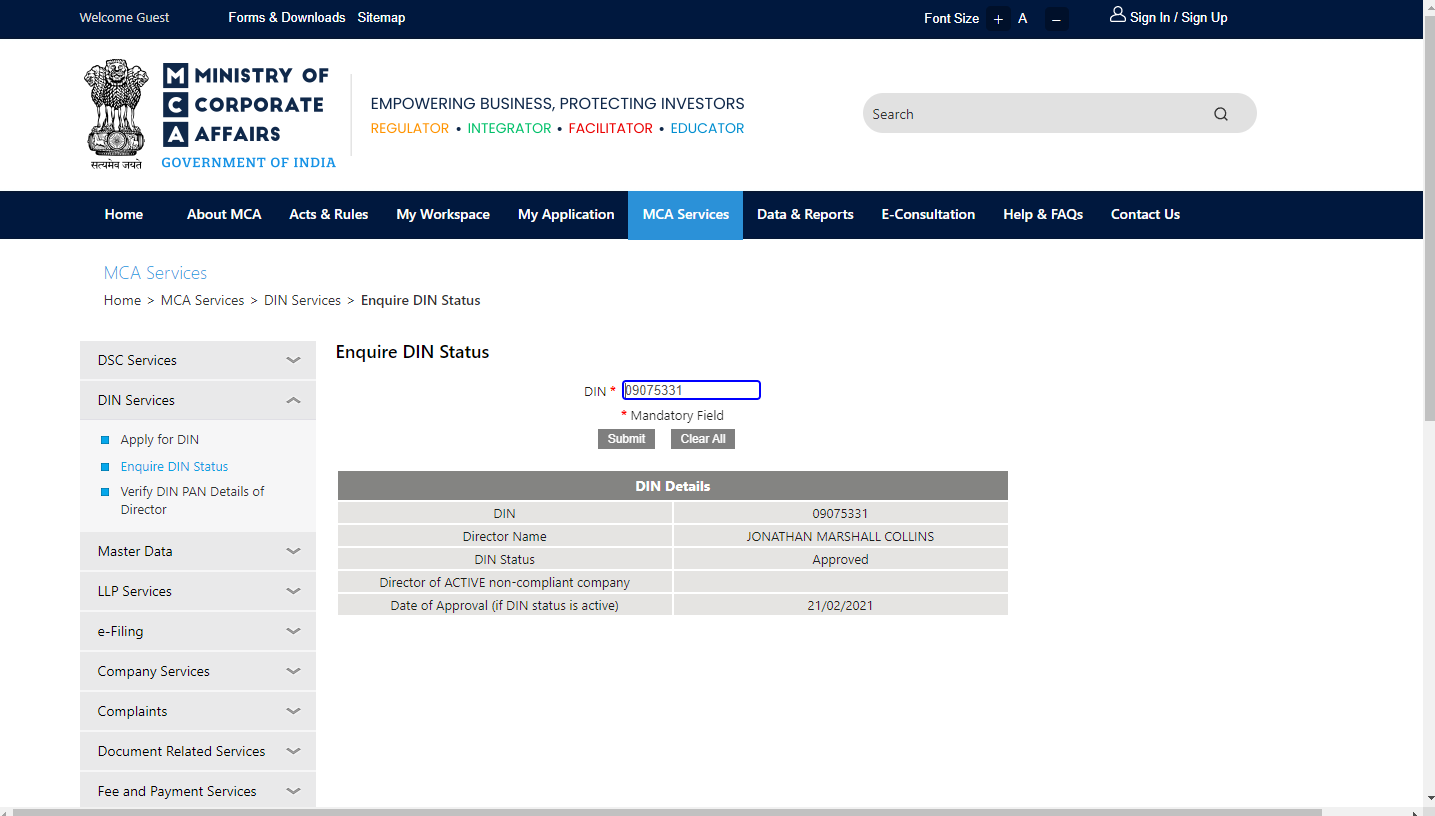 Welcome Guest Forms & Downloads Sitemap Font Size + A – Sign In / Sign Up
MINISTRY OF
CORPORATE
AFFAIRS
GOVERNMENT OF INDIA
सत्यमेव जयते
EMPOWERING BUSINESS, PROTECTING INVESTORS
REGULATOR • INTEGRATOR • FACILITATOR • EDUCATOR
Search
Home About MCA Acts & Rules My Workspace My Application MCA Services Data & Reports E-Consultation Help & FAQs Contact Us
MCA Services
Home > MCA Services > DIN Services > Enquire DIN Status
DSC Services
DIN Services
Apply for DIN
Enquire DIN Status
Verify DIN PAN Details of
Director
Master Data
LLP Services
e-Filing
Company Services
Complaints
Document Related Services
Fee and Payment Services
Enquire DIN Status
DIN * 09075331
* Mandatory Field
Submit Clear All
DIN Details
DIN 09075331
Director Name JONATHAN MARSHALL COLLINS
DIN Status Approved
Director of ACTIVE non-compliant company
Date of Approval (if DIN status is active) 21/02/2021